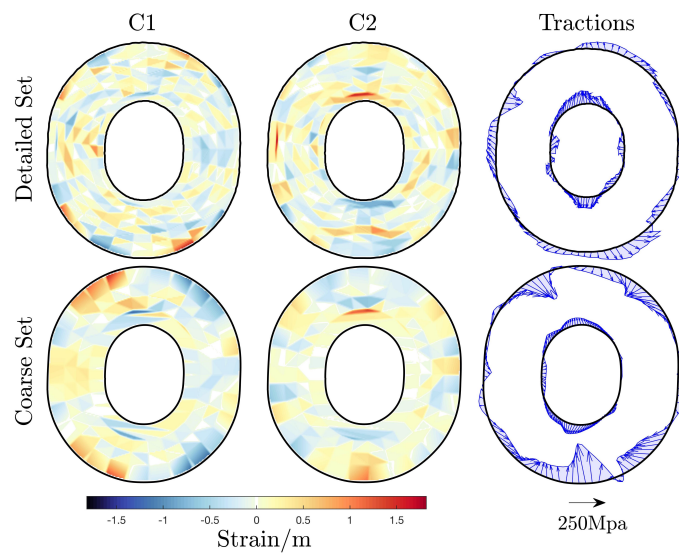 C1 C2 Tractions
Detailed Set
Coarse Set
-1.5 -1 -0.5 0 0.5 1 1.5
Strain/m
250Mpa